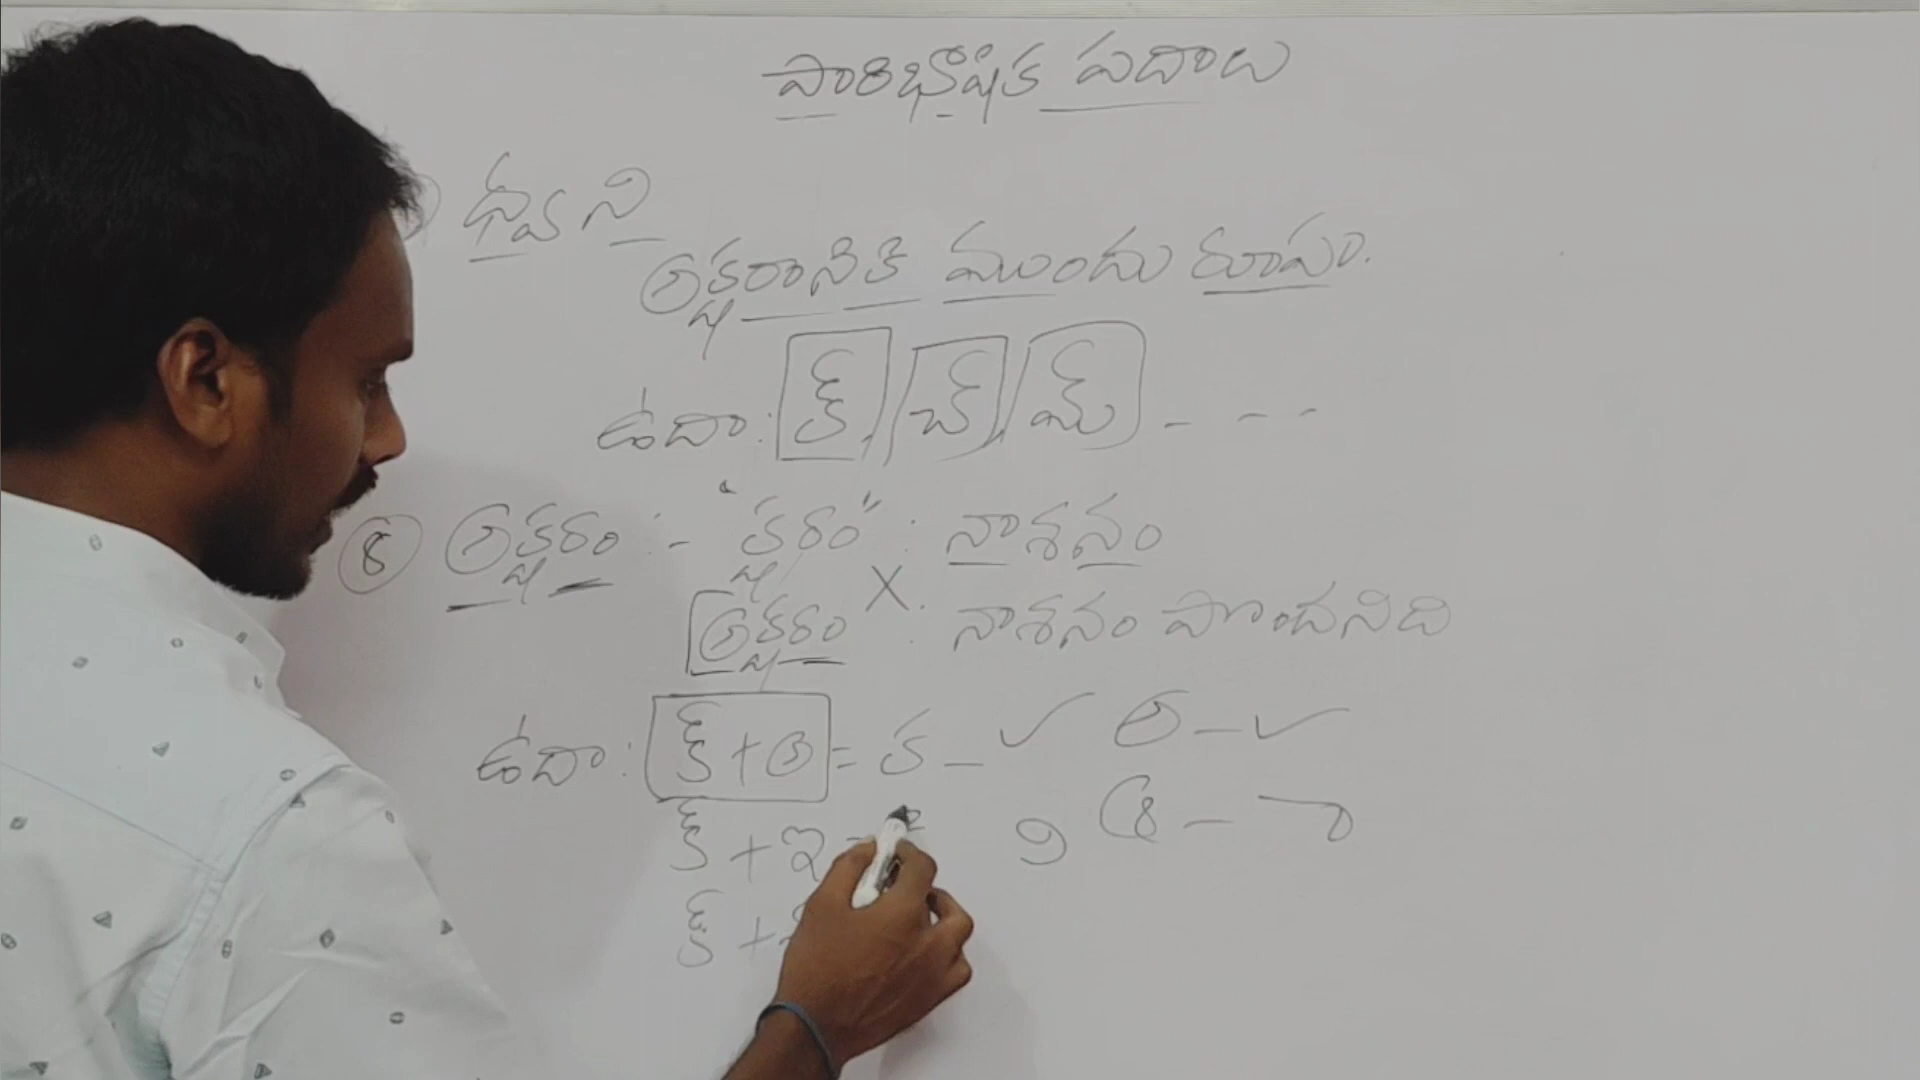 పారిభాషిక పదాలు
ధ్వని
అక్షరానికి ముందు రూపం.
ఉదా: క్, చ్, మ్ - - -
8 అక్షరం :- "క్షరం" : నాశనం
అక్షరం x : నాశనం పొందనిది
ఉదా: క్+అ = క - ✓ అ - ✓
క్ + ఇ
క్ +